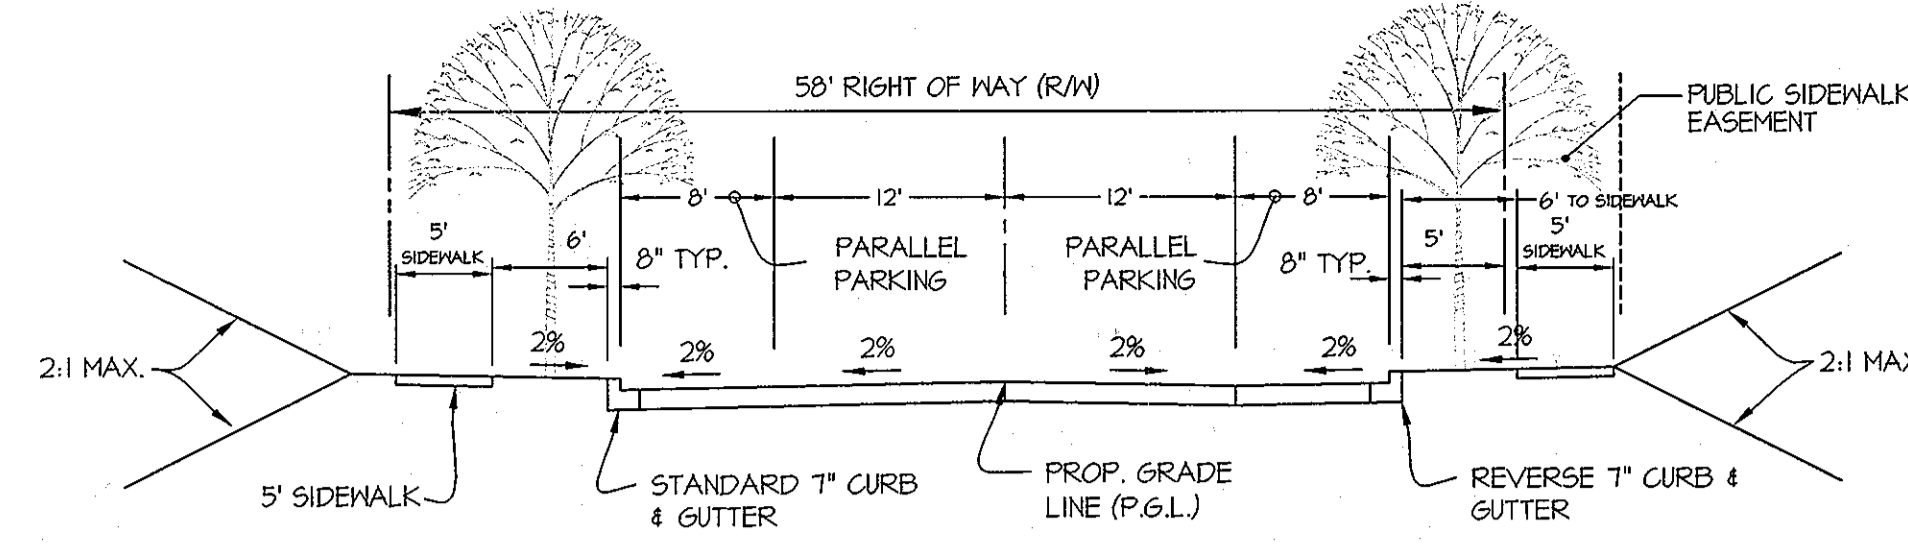 58' RIGHT OF WAY (R/W)
PUBLIC SIDEWALK
EASEMENT
8'
12'
12'
8'
6' TO SIDEWALK
5'
SIDEWALK
6'
8" TYP.
PARALLEL
PARKING
PARALLEL
PARKING
8" TYP.
5'
5'
SIDEWALK
2:1 MAX.
2%
2%
2%
2%
2%
2%
2:1 MAX
5' SIDEWALK
STANDARD 7" CURB
& GUTTER
PROP. GRADE
LINE (P.G.L.)
REVERSE 7" CURB &
GUTTER